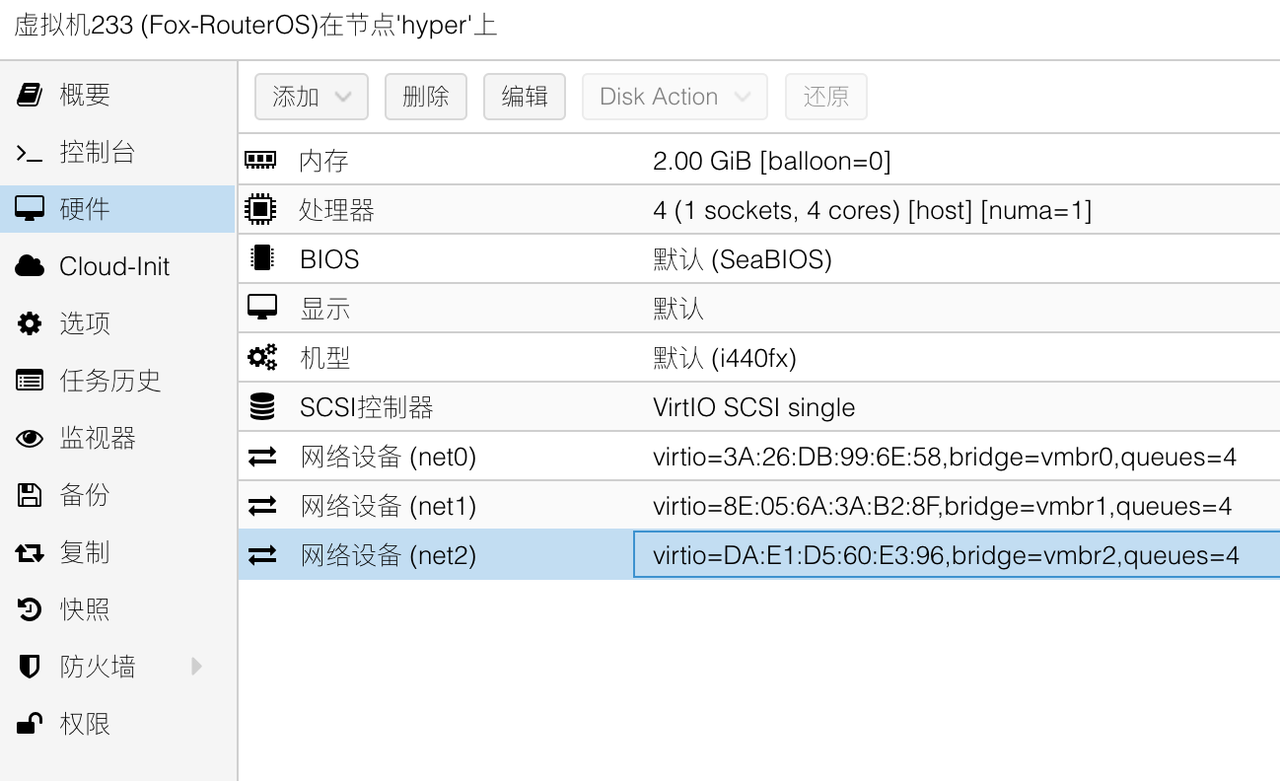 虚拟机233 (Fox-RouterOS)在节点'hyper'上
概要
控制台
硬件
Cloud-Init
选项
任务历史
监视器
备份
复制
快照
防火墙
权限
添加 删除 编辑 Disk Action 还原
内存 2.00 GiB [balloon=0]
处理器 4 (1 sockets, 4 cores) [host] [numa=1]
BIOS 默认 (SeaBIOS)
显示 默认
机型 默认 (i440fx)
SCSI控制器 VirtIO SCSI single
网络设备 (net0) virtio=3A:26:DB:99:6E:58,bridge=vmbr0,queues=4
网络设备 (net1) virtio=8E:05:6A:3A:B2:8F,bridge=vmbr1,queues=4
网络设备 (net2) virtio=DA:E1:D5:60:E3:96,bridge=vmbr2,queues=4